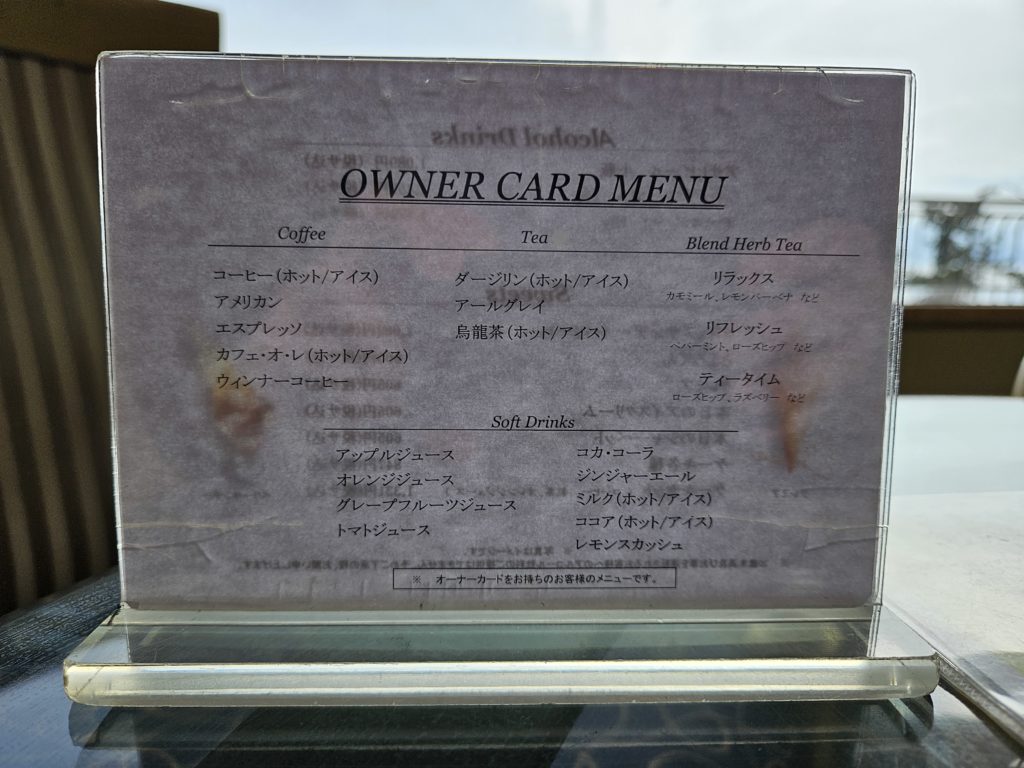 OWNER CARD MENU
Coffee
コーヒー（ホット/アイス）
アメリカン
エスプレッソ
カフェ・オ・レ（ホット/アイス）
ウィンナーコーヒー
Tea
ダージリン（ホット/アイス）
アールグレイ
烏龍茶（ホット/アイス）
Blend Herb Tea
リラックス
カモミール、レモンバーベナ など
リフレッシュ
ペパーミント、ローズヒップ など
ティータイム
ローズヒップ、ラズベリー など
Soft Drinks
アップルジュース
オレンジジュース
グレープフルーツジュース
トマトジュース
コカ・コーラ
ジンジャーエール
ミルク（ホット/アイス）
ココア（ホット/アイス）
レモンスカッシュ
※ オーナーカードをお持ちのお客様のメニューです。
Alcohol Drinks
Sweets